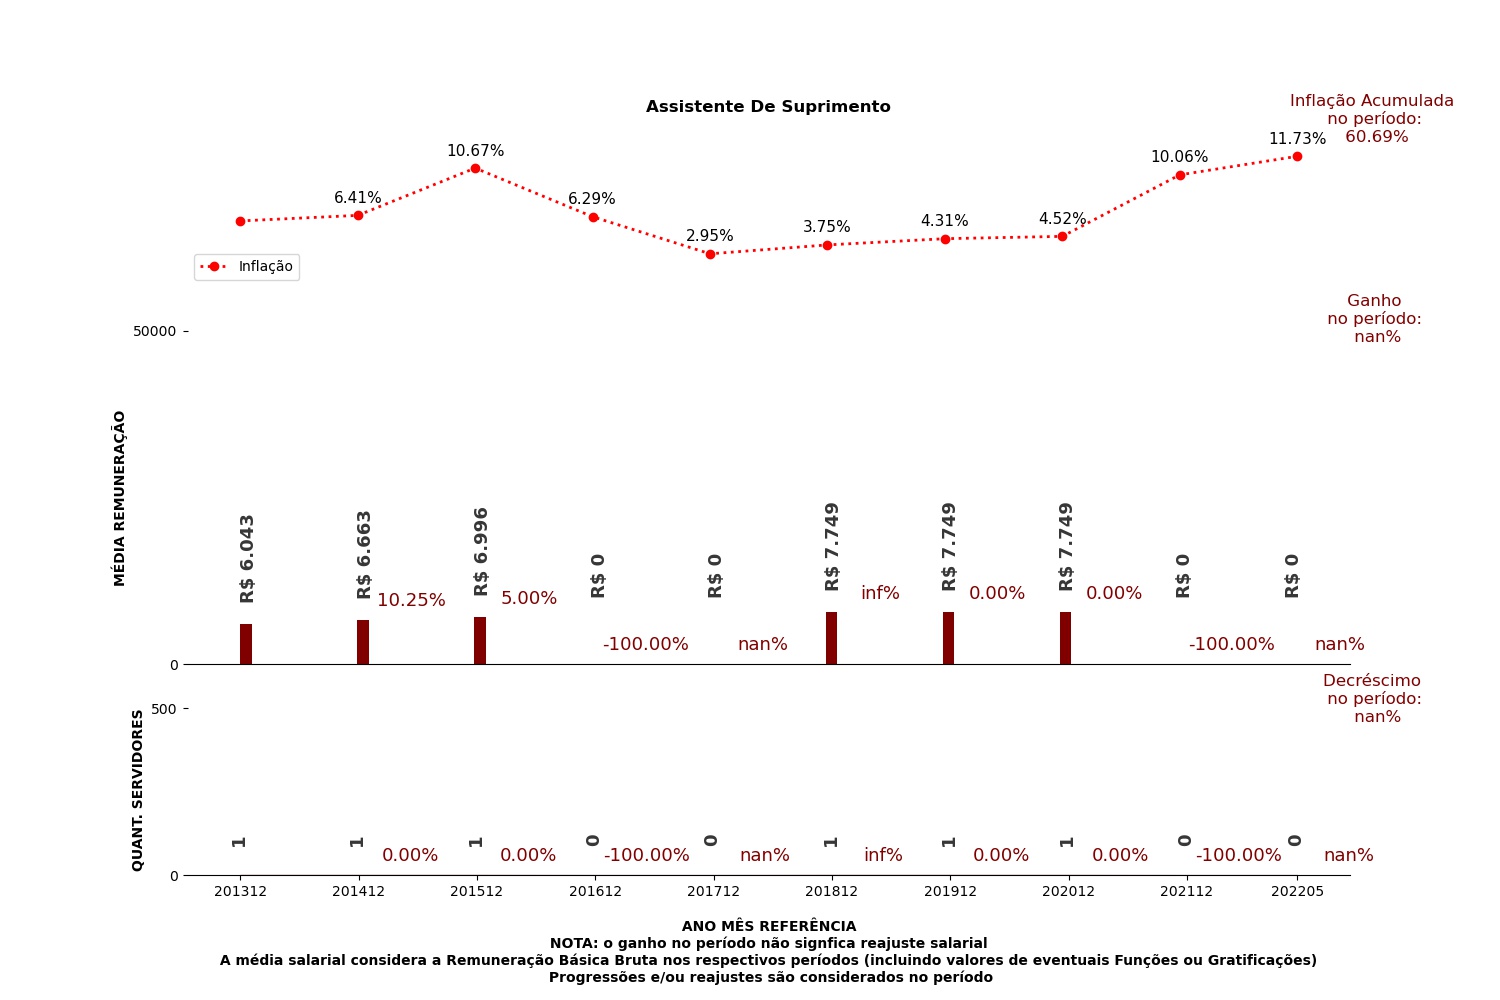 Assistente De Suprimento
Inflação Acumulada
no período:
60.69%
6.41%
10.67%
6.29%
2.95%
3.75%
4.31%
4.52%
10.06%
11.73%
Inflação
Ganho
no período:
nan%
50000
0
MÉDIA REMUNERAÇÃO
R$ 6.043
R$ 6.663
R$ 6.996
R$ 0
R$ 0
R$ 7.749
R$ 7.749
R$ 7.749
R$ 0
R$ 0
10.25%
5.00%
-100.00%
nan%
inf%
0.00%
0.00%
-100.00%
nan%
Decréscimo
no período:
nan%
500
0
QUANT. SERVIDORES
1
1
1
0
0
1
1
1
0
0
0.00%
0.00%
-100.00%
nan%
inf%
0.00%
0.00%
-100.00%
nan%
201312
201412
201512
201612
201712
201812
201912
202012
202112
202205
ANO MÊS REFERÊNCIA
NOTA: o ganho no período não signfica reajuste salarial
A média salarial considera a Remuneração Básica Bruta nos respectivos períodos (incluindo valores de eventuais Funções ou Gratificações)
Progressões e/ou reajustes são considerados no período